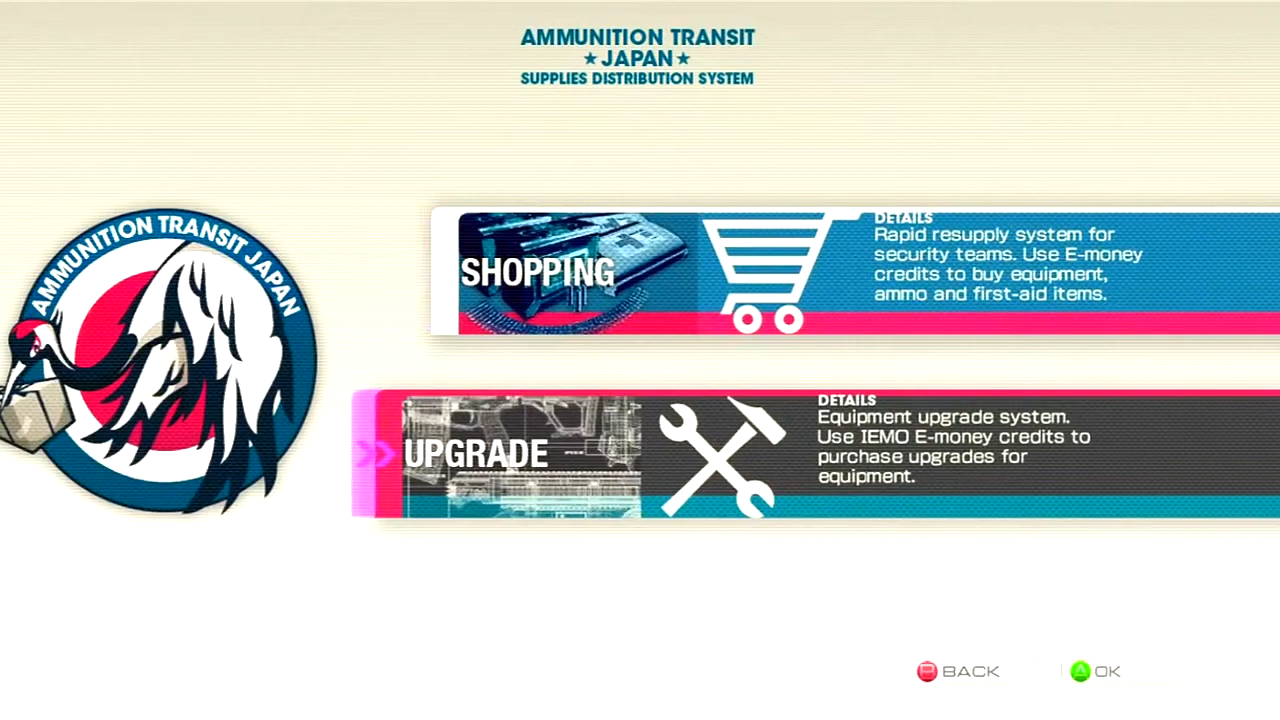 AMMUNITION TRANSIT
★JAPAN★
SUPPLIES DISTRIBUTION SYSTEM
AMMUNITION TRANSIT JAPAN
SHOPPING
DETAILS
Rapid resupply system for
security teams. Use E-money
credits to buy equipment,
ammo and first-aid items.
UPGRADE
DETAILS
Equipment upgrade system.
Use IEMO E-money credits to
purchase upgrades for
equipment.
BACK
OK